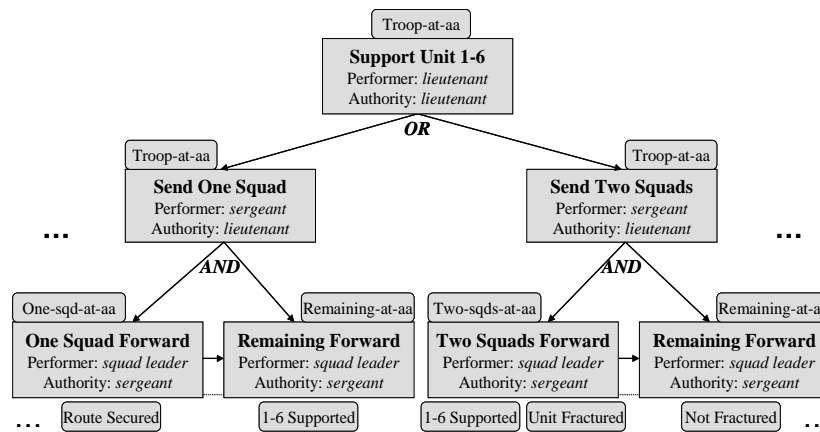 Troop-at-aa
Support Unit 1-6
Performer: lieutenant
Authority: lieutenant
OR
Troop-at-aa
Send One Squad
Performer: sergeant
Authority: lieutenant
Troop-at-aa
Send Two Squads
Performer: sergeant
Authority: lieutenant
...
...
AND
AND
One-sqd-at-aa
One Squad Forward
Performer: squad leader
Authority: sergeant
Remaining-at-aa
Remaining Forward
Performer: squad leader
Authority: sergeant
Two-sqds-at-aa
Two Squads Forward
Performer: squad leader
Authority: sergeant
Remaining-at-aa
Remaining Forward
Performer: squad leader
Authority: sergeant
...
Route Secured
1-6 Supported
1-6 Supported
Unit Fractured
Not Fractured
..